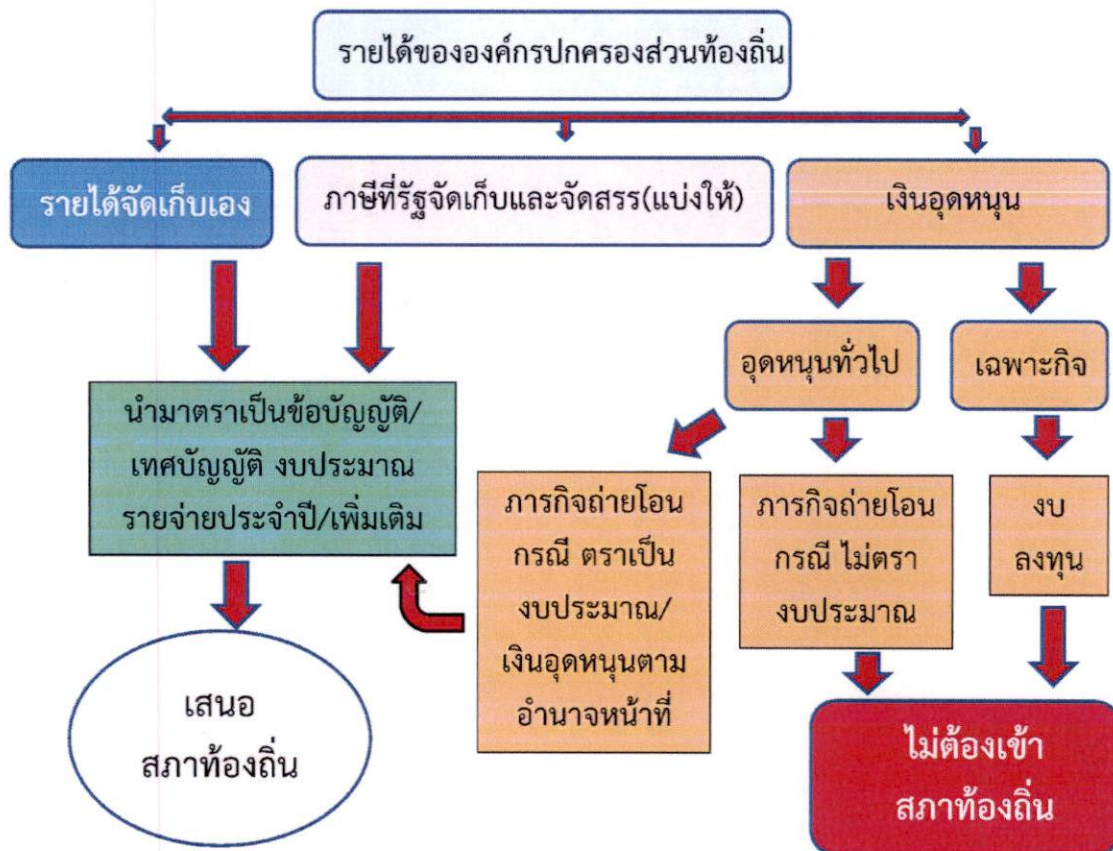 รายได้ขององค์กรปกครองส่วนท้องถิ่น
รายได้จัดเก็บเอง
ภาษีที่รัฐจัดเก็บและจัดสรร(แบ่งให้)
เงินอุดหนุน
อุดหนุนทั่วไป
เฉพาะกิจ
นำมาตราเป็นข้อบัญญัติ/
เทศบัญญัติ งบประมาณ
รายจ่ายประจำปี/เพิ่มเติม
ภารกิจถ่ายโอน
กรณี ตราเป็น
งบประมาณ/
เงินอุดหนุนตาม
อำนาจหน้าที่
ภารกิจถ่ายโอน
กรณี ไม่ตรา
งบประมาณ
งบ
ลงทุน
เสนอ
สภาท้องถิ่น
ไม่ต้องเข้า
สภาท้องถิ่น